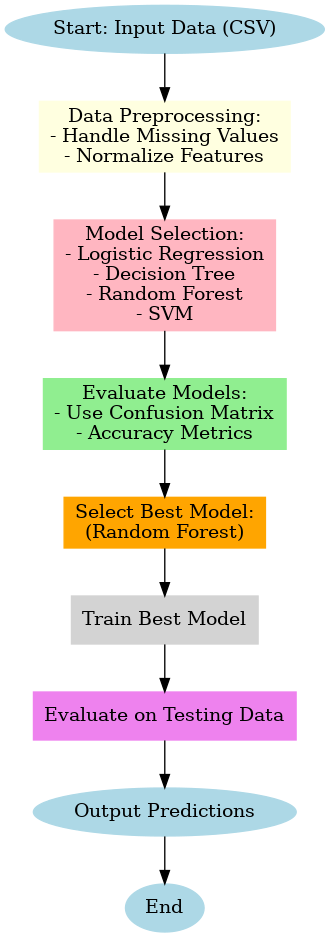 Start: Input Data (CSV)
Data Preprocessing:
- Handle Missing Values
- Normalize Features
Model Selection:
- Logistic Regression
- Decision Tree
- Random Forest
- SVM
Evaluate Models:
- Use Confusion Matrix
- Accuracy Metrics
Select Best Model:
(Random Forest)
Train Best Model
Evaluate on Testing Data
Output Predictions
End